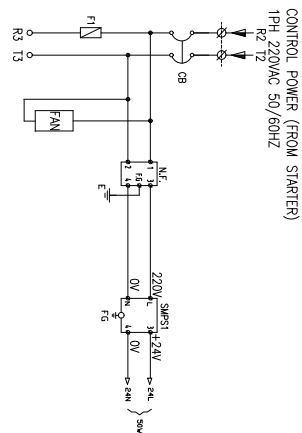 CONTROL POWER (FROM STARTER)
1PH 220VAC 50/60HZ
R2
T2
CB
F1
R3
T3
FAN
N.F.
1
3
2
4
F.G
E
220V
0V
SMPS1
L
3
N
4
FG
+24V
0V
24L
24N
50W